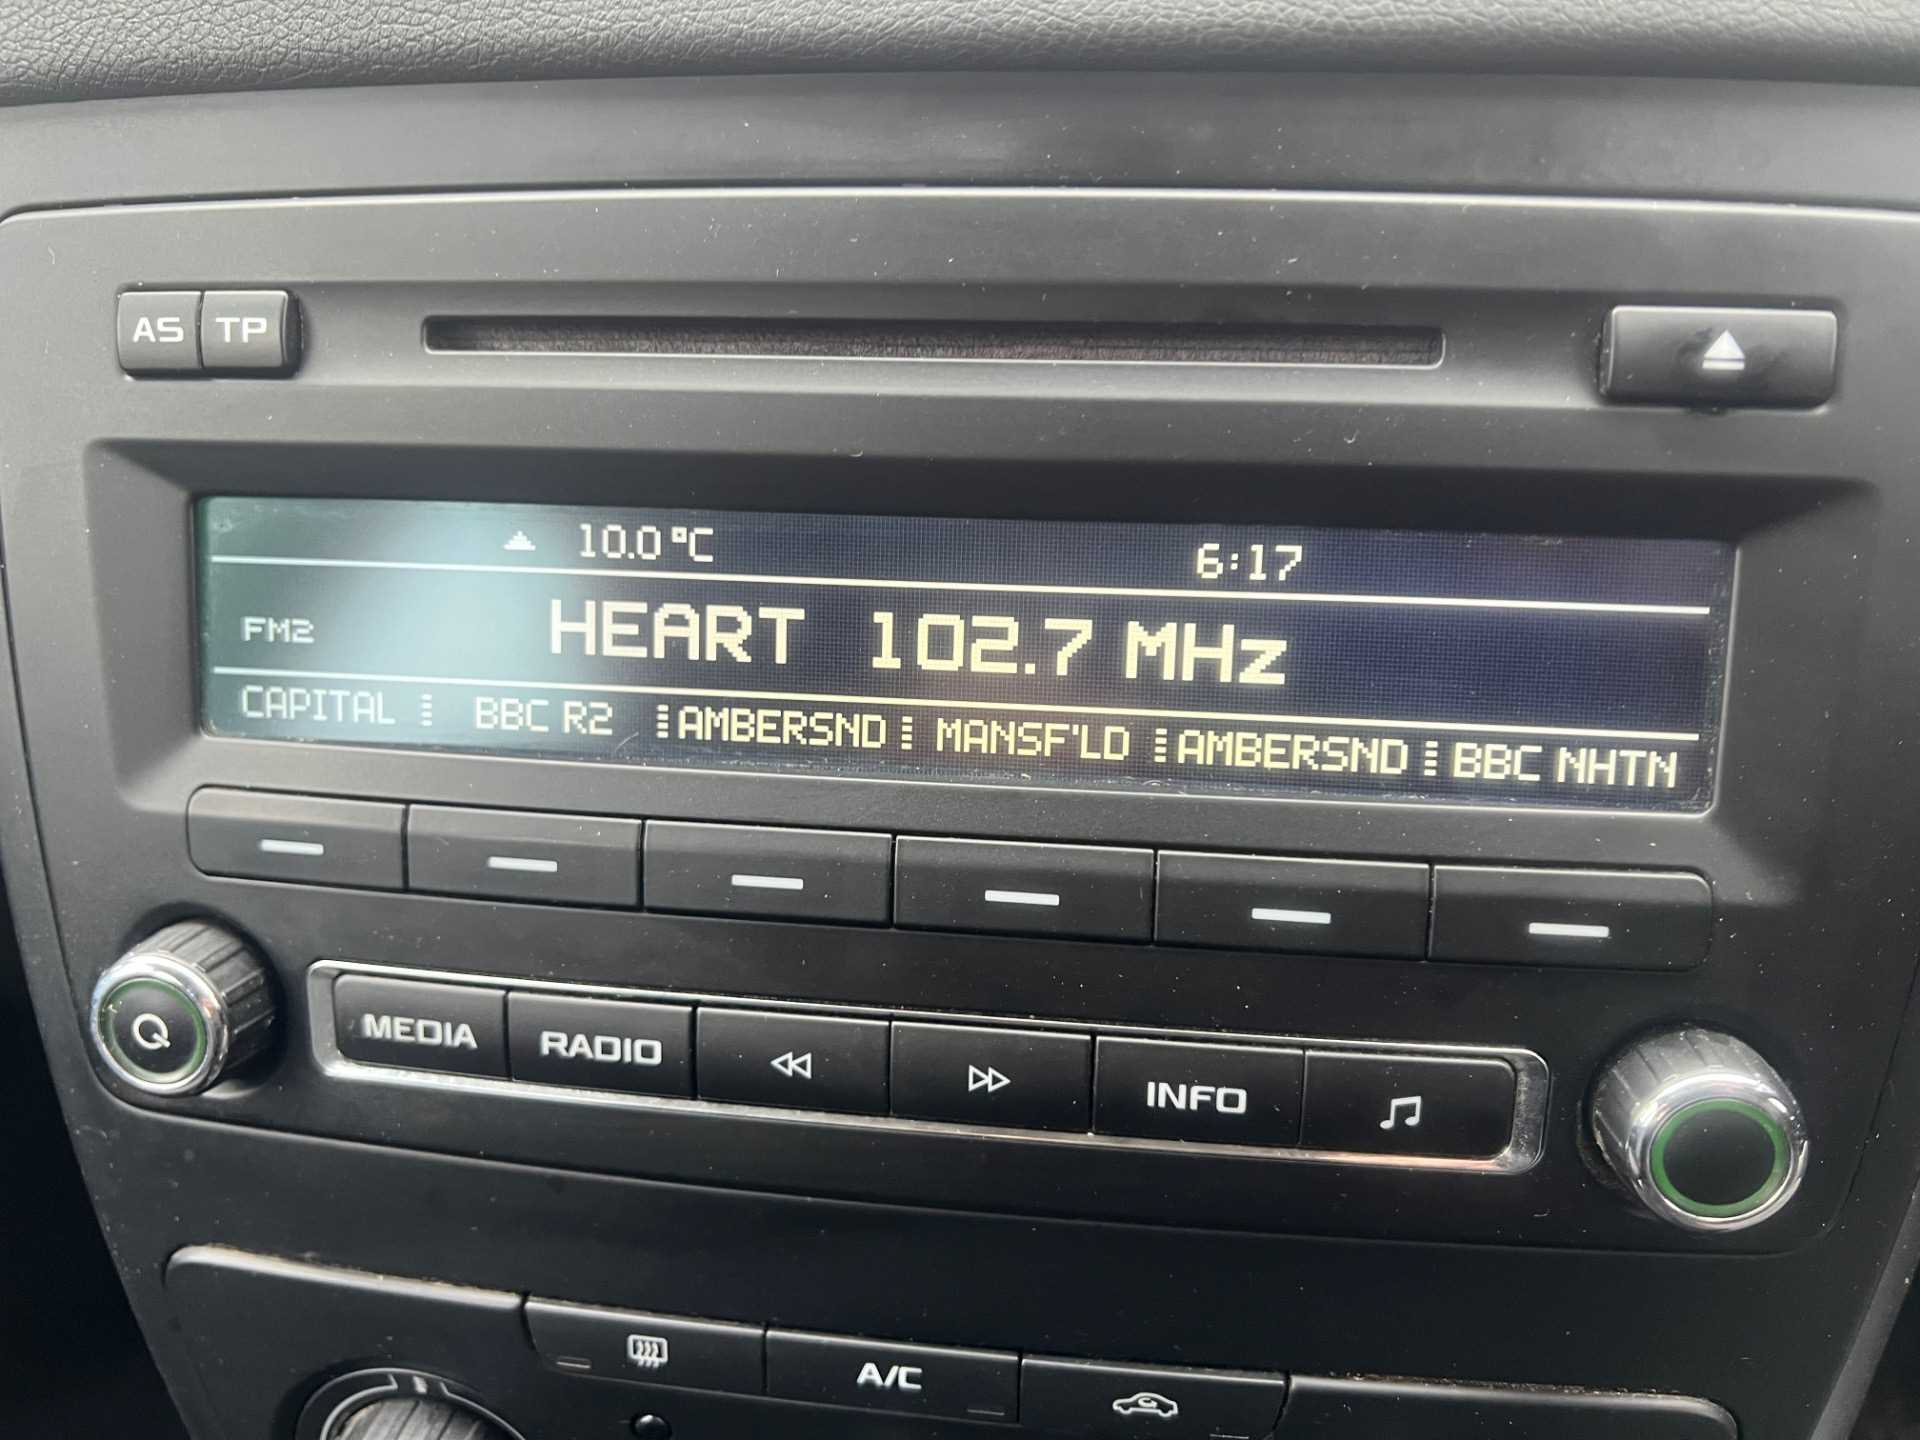 AS TP
10.0 °C 6:17
FM2 HEART 102.7 MHz
CAPITAL BBC R2 AMBERSND MANSF'LD AMBERSND BBC NHTN
MEDIA RADIO INFO
A/C